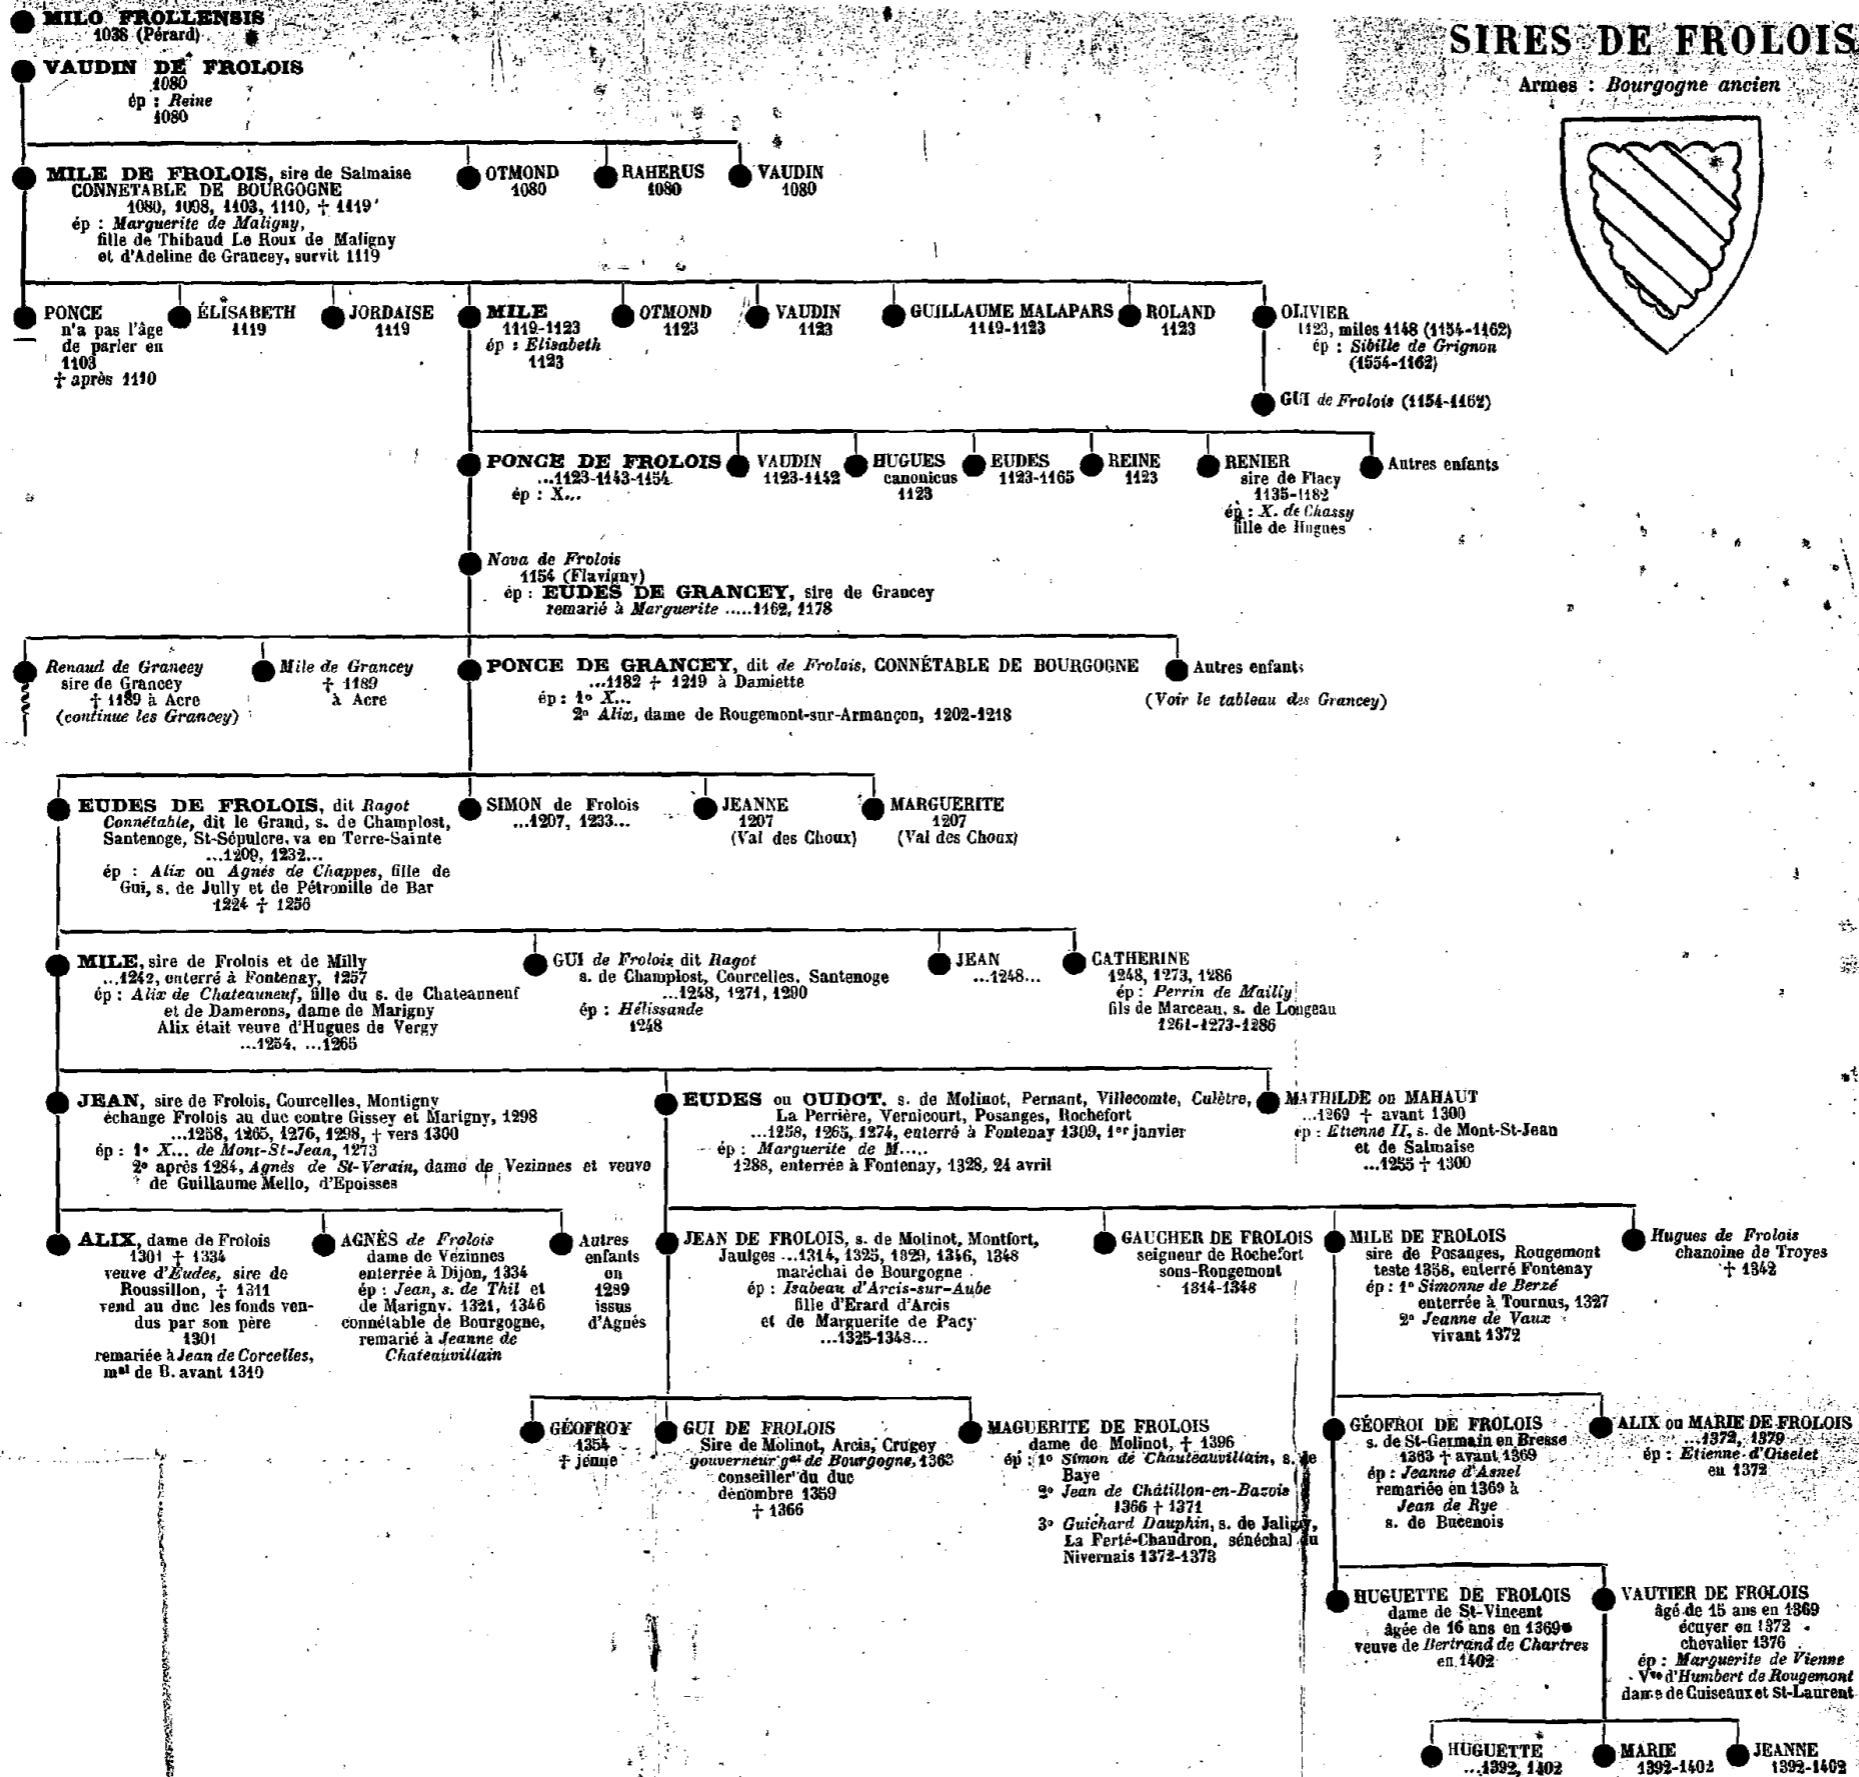 SIRES DE FROLOIS
Armes : Bourgogne ancien
MILO FROLLENSIS
1038 (Pérard)
VAUDIN DE FROLOIS
1080
ép : Reine
1080
MILE DE FROLOIS, sire de Salmaise
CONNETABLE DE BOURGOGNE
1080, 1098, 1103, 1110, † 1119
ép : Marguerite de Maligny,
fille de Thibaud Le Roux de Maligny
et d'Adeline de Grancey, survit 1119
OTMOND
1080
RAHERUS
1080
VAUDIN
1080
PONCE
n'a pas l'âge
de parler en
1103
† après 1110
ÉLISABETH
1119
JORDAISE
1119
MILE
1119-1123
ép : Elisabeth
1123
OTMOND
1123
VAUDIN
1123
GUILLAUME MALAPARS
1119-1123
ROLAND
1123
OLIVIER
1123, miles 1148 (1154-1162)
ép : Sibille de Grignon
(1554-1162)
GUI de Frolois (1154-1162)
PONCE DE FROLOIS
...1123-1143-1154
ép : X...
VAUDIN
1123-1142
HUGUES
canonicus
1123
EUDES
1123-1165
REINE
1123
RENIER
sire de Flacy
1135-1182
ép : X. de Chassy
fille de Hugues
Autres enfants
Nova de Frolois
1154 (Flavigny)
ép : EUDES DE GRANCEY, sire de Grancey
remarié à Marguerite .....1162, 1178
Renaud de Grancey
sire de Grancey
† 1189 à Acre
(continue les Grancey)
Mile de Grancey
† 1189
à Acre
PONCE DE GRANCEY, dit de Frolois, CONNÉTABLE DE BOURGOGNE
...1182 † 1219 à Damiette
ép : 1º X...
2º Alix, dame de Rougemont-sur-Armançon, 1202-1218
Autres enfants
(Voir le tableau des Grancey)
EUDES DE FROLOIS, dit Ragot
Connétable, dit le Grand, s. de Champlost,
Santenoge, St-Sépulcre, va en Terre-Sainte
...1209, 1232...
ép : Alix ou Agnés de Chappes, fille de
Gui, s. de Jully et de Pétronille de Bar
1224 † 1256
SIMON de Frolois
...1207, 1233...
JEANNE
1207
(Val des Choux)
MARGUERITE
1207
(Val des Choux)
MILE, sire de Frolois et de Milly
...1242, enterré à Fontenay, 1257
ép : Alix de Chateauneuf, fille du s. de Chateauneuf
et de Damerons, dame de Marigny
Alix était veuve d'Hugues de Vergy
...1254, ...1265
GUI de Frolois dit Ragot
s. de Champlost, Courcelles, Santenoge
...1248, 1271, 1290
ép : Hélissande
1248
JEAN
...1248...
CATHERINE
1248, 1273, 1286
ép : Perrin de Mailly
fils de Marceau, s. de Longeau
1261-1273-1286
JEAN, sire de Frolois, Courcelles, Montigny
échange Frolois au duc contre Gissey et Marigny, 1298
...1258, 1265, 1276, 1298, † vers 1300
ép : 1º X... de Mont-St-Jean, 1273
2º après 1284, Agnés de St-Verain, dame de Vezinnes et veuve
de Guillaume Mello, d'Epoisses
EUDES ou OUDOT, s. de Molinot, Pernant, Villecomte, Culètre,
La Perrière, Vernicourt, Posanges, Rochefort
...1258, 1265, 1274, enterré à Fontenay 1309, 1er janvier
ép : Marguerite de M.....
1288, enterrée à Fontenay, 1328, 24 avril
MATHILDE ou MAHAUT
...1269 † avant 1300
ép : Etienne II, s. de Mont-St-Jean
et de Salmaise
...1255 † 1300
ALIX, dame de Frolois
1301 † 1334
veuve d'Eudes, sire de
Roussillon, † 1311
vend au duc les fonds ven-
dus par son père
1301
remariée à Jean de Corcelles,
mal de B. avant 1319
AGNÈS de Frolois
dame de Vézinnes
enterrée à Dijon, 1334
ép : Jean, s. de Thil et
de Marigny. 1321, 1346
connétable de Bourgogne,
remarié à Jeanne de
Chateauvillain
Autres
enfants
en
1289
issus
d'Agnés
JEAN DE FROLOIS, s. de Molinot, Montfort,
Jaulges ...1314, 1325, 1329, 1346, 1348
maréchal de Bourgogne
ép : Isabeau d'Arcis-sur-Aube
fille d'Erard d'Arcis
et de Marguerite de Pacy
...1325-1348...
GAUCHER DE FROLOIS
seigneur de Rochefort
sous-Rougemont
1314-1348
MILE DE FROLOIS
sire de Posanges, Rougemont
teste 1358, enterré Fontenay
ép : 1º Simonne de Berzé
enterrée à Tournus, 1327
2º Jeanne de Vaux
vivant 1372
Hugues de Frolois
chanoine de Troyes
† 1342
GÉOFROY
1354
† jeune
GUI DE FROLOIS
Sire de Molinot, Arcis, Crugey
gouverneur gal de Bourgogne, 1363
conseiller du duc
dénombre 1359
† 1366
MAGUERITE DE FROLOIS
dame de Molinot, † 1396
ép : 1º Simon de Chauteauvillain, s. de
Baye
2º Jean de Châtillon-en-Bazois
1366 † 1371
3º Guichard Dauphin, s. de Jaligny,
La Ferté-Chaudron, sénéchal du
Nivernais 1372-1373
GÉOFROI DE FROLOIS
s. de St-Germain en Bresse
1363 † avant 1369
ép : Jeanne d'Asnel
remariée en 1369 à
Jean de Rye
s. de Bucenois
ALIX ou MARIE DE FROLOIS
...1372, 1379
ép : Etienne d'Oiselet
en 1372
HUGUETTE DE FROLOIS
dame de St-Vincent
âgée de 16 ans en 1369
veuve de Bertrand de Chartres
en 1402
VAUTIER DE FROLOIS
âgé de 15 ans en 1369
écuyer en 1372
chevalier 1376
ép : Marguerite de Vienne
Vve d'Humbert de Rougemont
dame de Cuiseaux et St-Laurent
HUGUETTE
...1392, 1402
MARIE
1392-1402
JEANNE
1392-1402